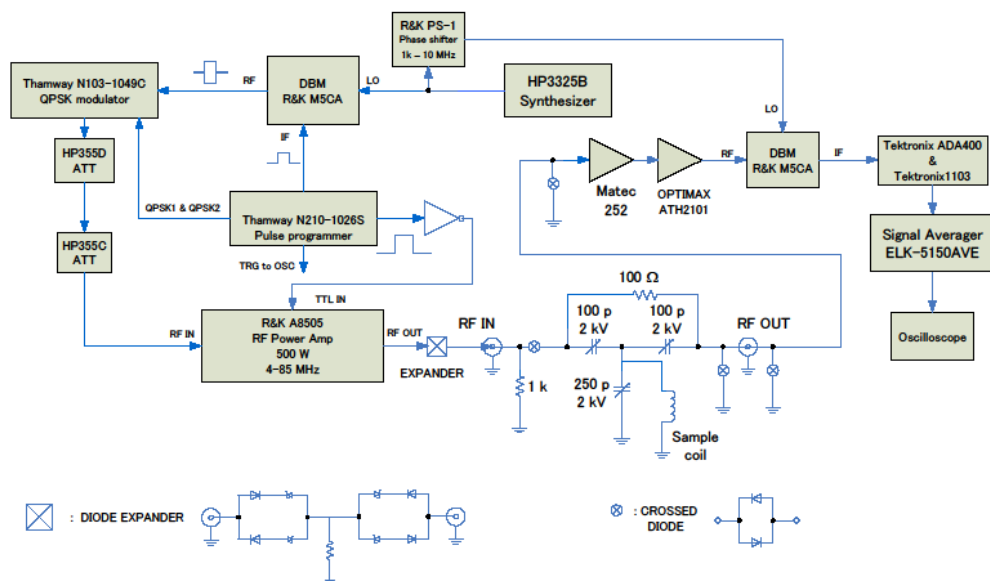 R&K PS-1
Phase shifter
1k – 10 MHz
Thamway N103-1049C
QPSK modulator
RF
DBM
R&K M5CA
LO
HP3325B
Synthesizer
LO
IF
HP355D
ATT
QPSK1 & QPSK2
Thamway N210-1026S
Pulse programmer
TRG to OSC
HP355C
ATT
TTL IN
RF IN
R&K A8505
RF Power Amp
500 W
4-85 MHz
RF OUT
EXPANDER
RF IN
1 k
100 Ω
100 p
2 kV
100 p
2 kV
250 p
2 kV
Sample
coil
RF OUT
Matec
252
OPTIMAX
ATH2101
RF
DBM
R&K M5CA
IF
Tektronix ADA400
&
Tektronix1103
Signal Averager
ELK-5150AVE
Oscilloscope
: DIODE EXPANDER
: CROSSED
DIODE